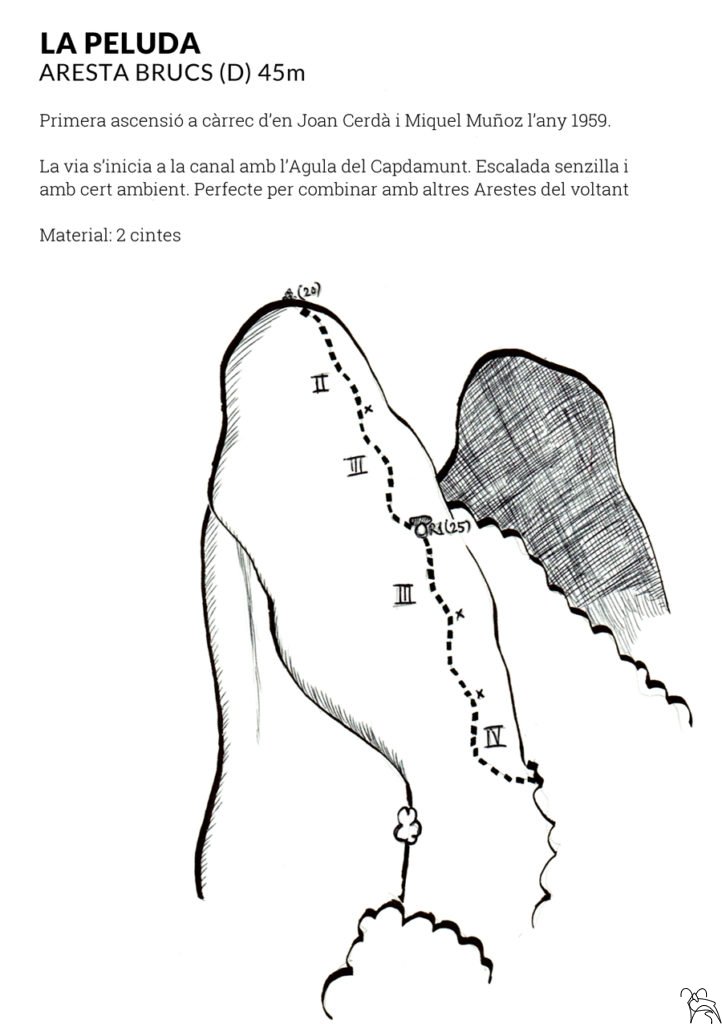 LA PELUDA
ARESTA BRUCS (D) 45m
Primera ascensió a càrrec d’en Joan Cerdà i Miquel Muñoz l’any 1959.
La via s’inicia a la canal amb l’Agula del Capdamunt. Escalada senzilla i
amb cert ambient. Perfecte per combinar amb altres Arestes del voltant
Material: 2 cintes
(20)
II
x
III
R1(25)
III
x
x
IV